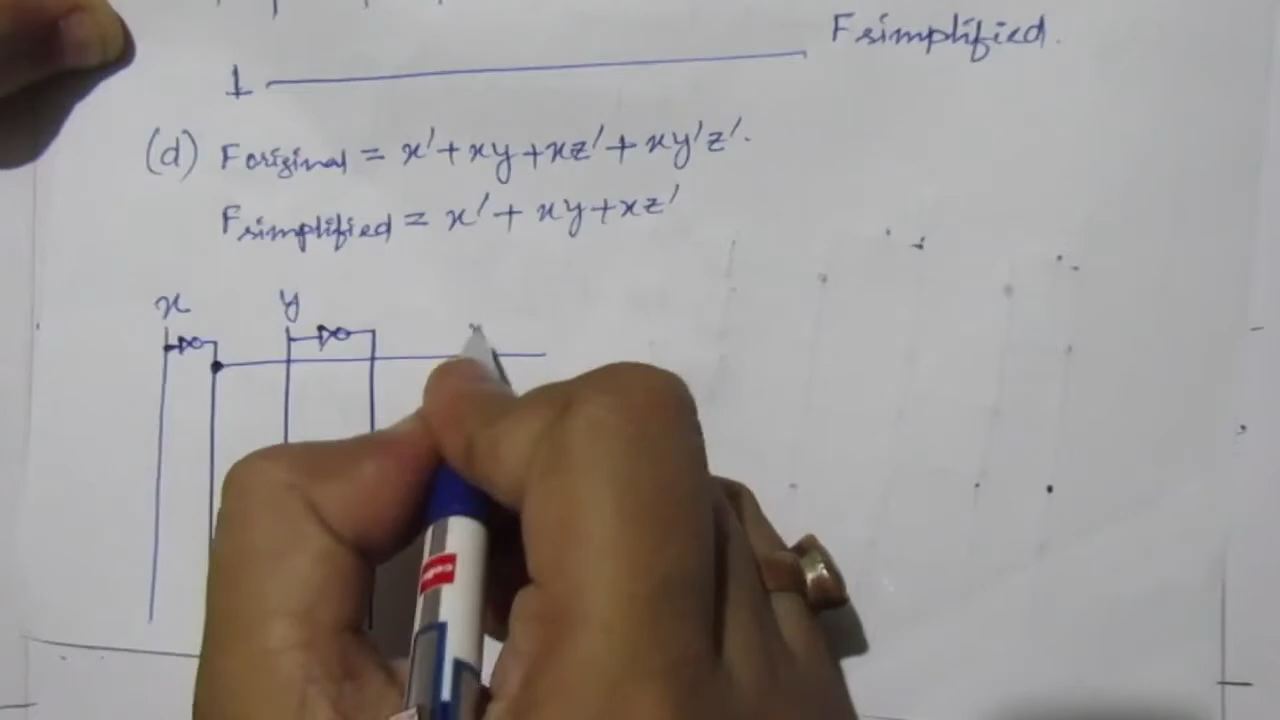 Fsimplified.
1
(d) Foriginal = x' + xy + xz' + xy'z'.
Fsimplified = x' + xy + xz'
x y